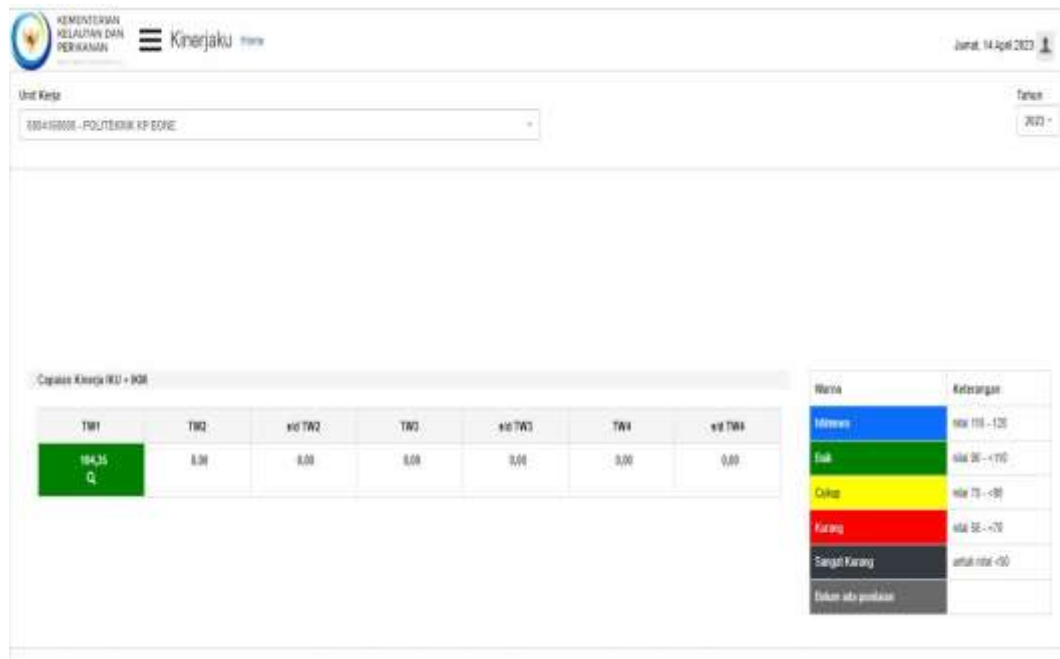 KEMENTERIAN
KELAUTAN DAN
PERIKANAN
Kinerjaku Home
Jumat, 14 April 2023
Unit Kerja
Tahun
POLITEKNIK KP BONE
2023
Capaian Kinerja IKU + IKM
TW1 TW2 s/d TW2 TW3 s/d TW3 TW4 s/d TW4
104,35 0,00 0,00 0,00 0,00 0,00 0,00
Warna Keterangan
Istimewa nilai 110 - 120
Baik nilai 90 - <110
Cukup nilai 70 - <90
Kurang nilai 50 - <70
Sangat Kurang untuk nilai <50
Belum ada penilaian